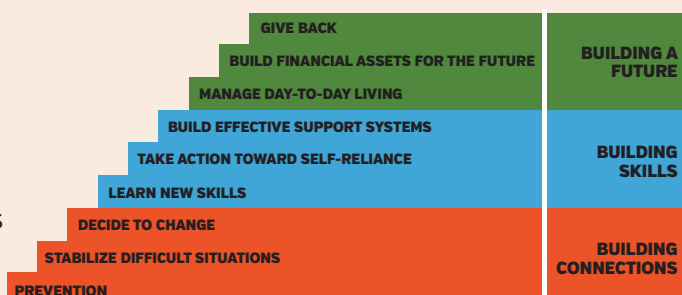 GIVE BACK
BUILD FINANCIAL ASSETS FOR THE FUTURE
MANAGE DAY-TO-DAY LIVING
BUILDING A
FUTURE
BUILD EFFECTIVE SUPPORT SYSTEMS
TAKE ACTION TOWARD SELF-RELIANCE
LEARN NEW SKILLS
BUILDING
SKILLS
DECIDE TO CHANGE
STABILIZE DIFFICULT SITUATIONS
PREVENTION
BUILDING
CONNECTIONS